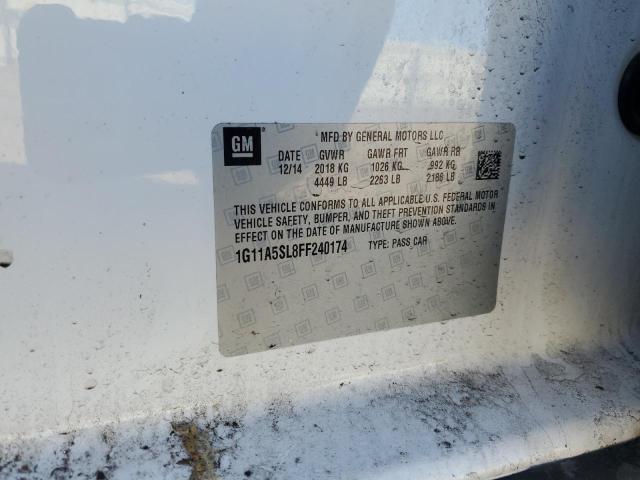 GM
MFD BY GENERAL MOTORS LLC
DATE GVWR GAWR FRT GAWR RR
12/14 2018 KG 1026 KG 992 KG
4449 LB 2263 LB 2186 LB
THIS VEHICLE CONFORMS TO ALL APPLICABLE U.S. FEDERAL MOTOR
VEHICLE SAFETY, BUMPER, AND THEFT PREVENTION STANDARDS IN
EFFECT ON THE DATE OF MANUFACTURE SHOWN ABOVE.
1G11A5SL8FF240174 TYPE: PASS CAR